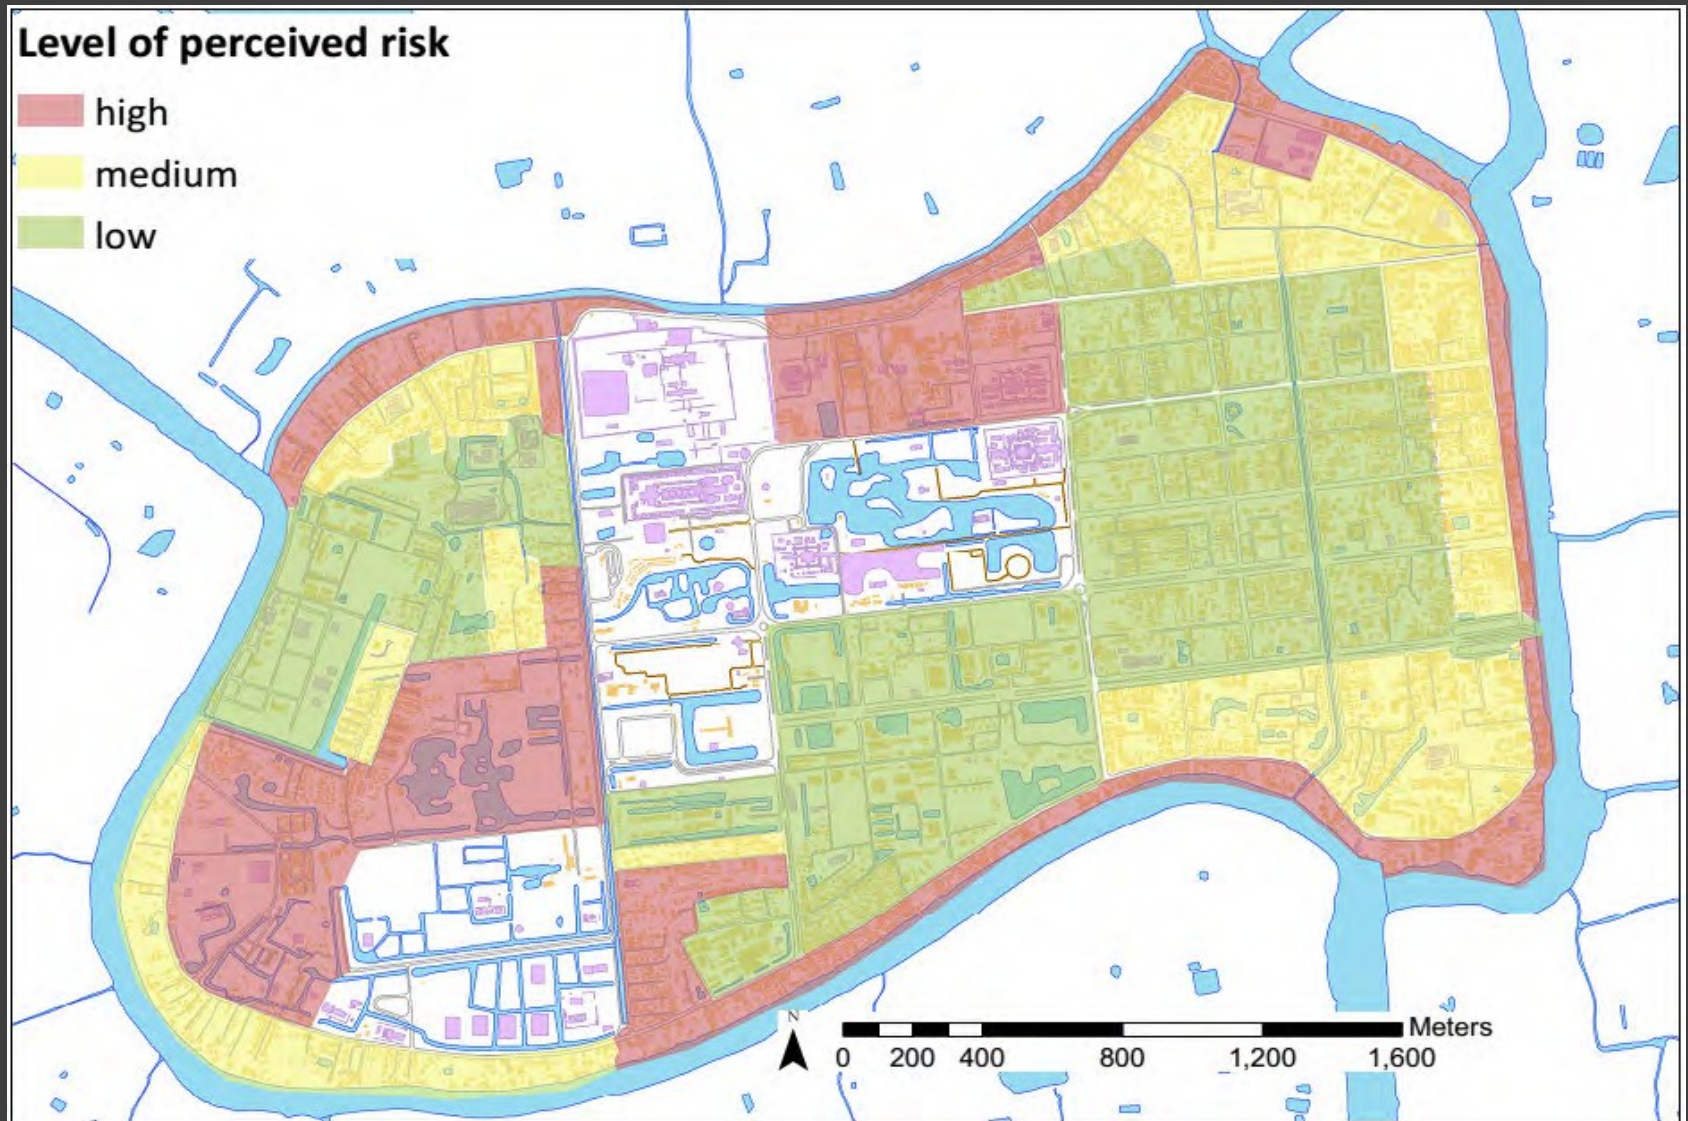 Level of perceived risk
high
medium
low
N
Meters
0 200 400 800 1,200 1,600